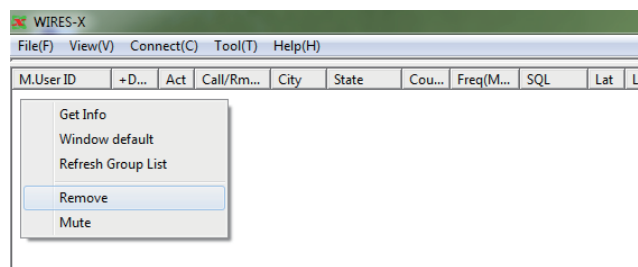 WIRES-X
File(F) View(V) Connect(C) Tool(T) Help(H)
M.User ID +D... Act Call/Rm... City State Cou... Freq(M... SQL Lat L
Get Info
Window default
Refresh Group List
Remove
Mute